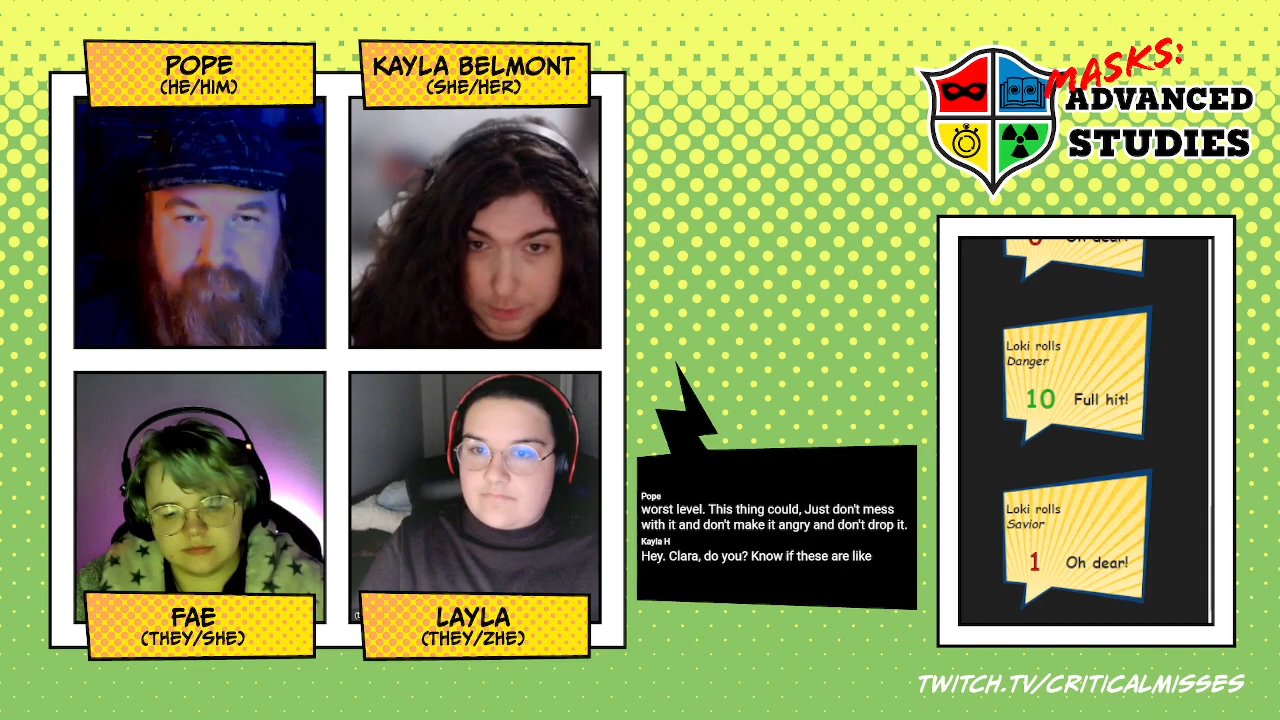 POPE
(HE/HIM)
KAYLA BELMONT
(SHE/HER)
FAE
(THEY/SHE)
LAYLA
(THEY/ZHE)
Pope
worst level. This thing could, Just don't mess
with it and don't make it angry and don't drop it.
Kayla H
Hey. Clara, do you? Know if these are like
MASKS:
ADVANCED
STUDIES
Oh dear!
Loki rolls
Danger
10 Full hit!
Loki rolls
Savior
1 Oh dear!
TWITCH.TV/CRITICALMISSES